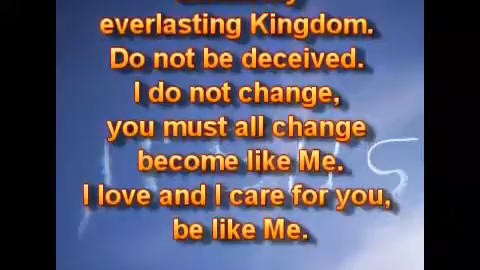 everlasting Kingdom.
Do not be deceived.
I do not change,
you must all change
become like Me.
I love and I care for you,
be like Me.